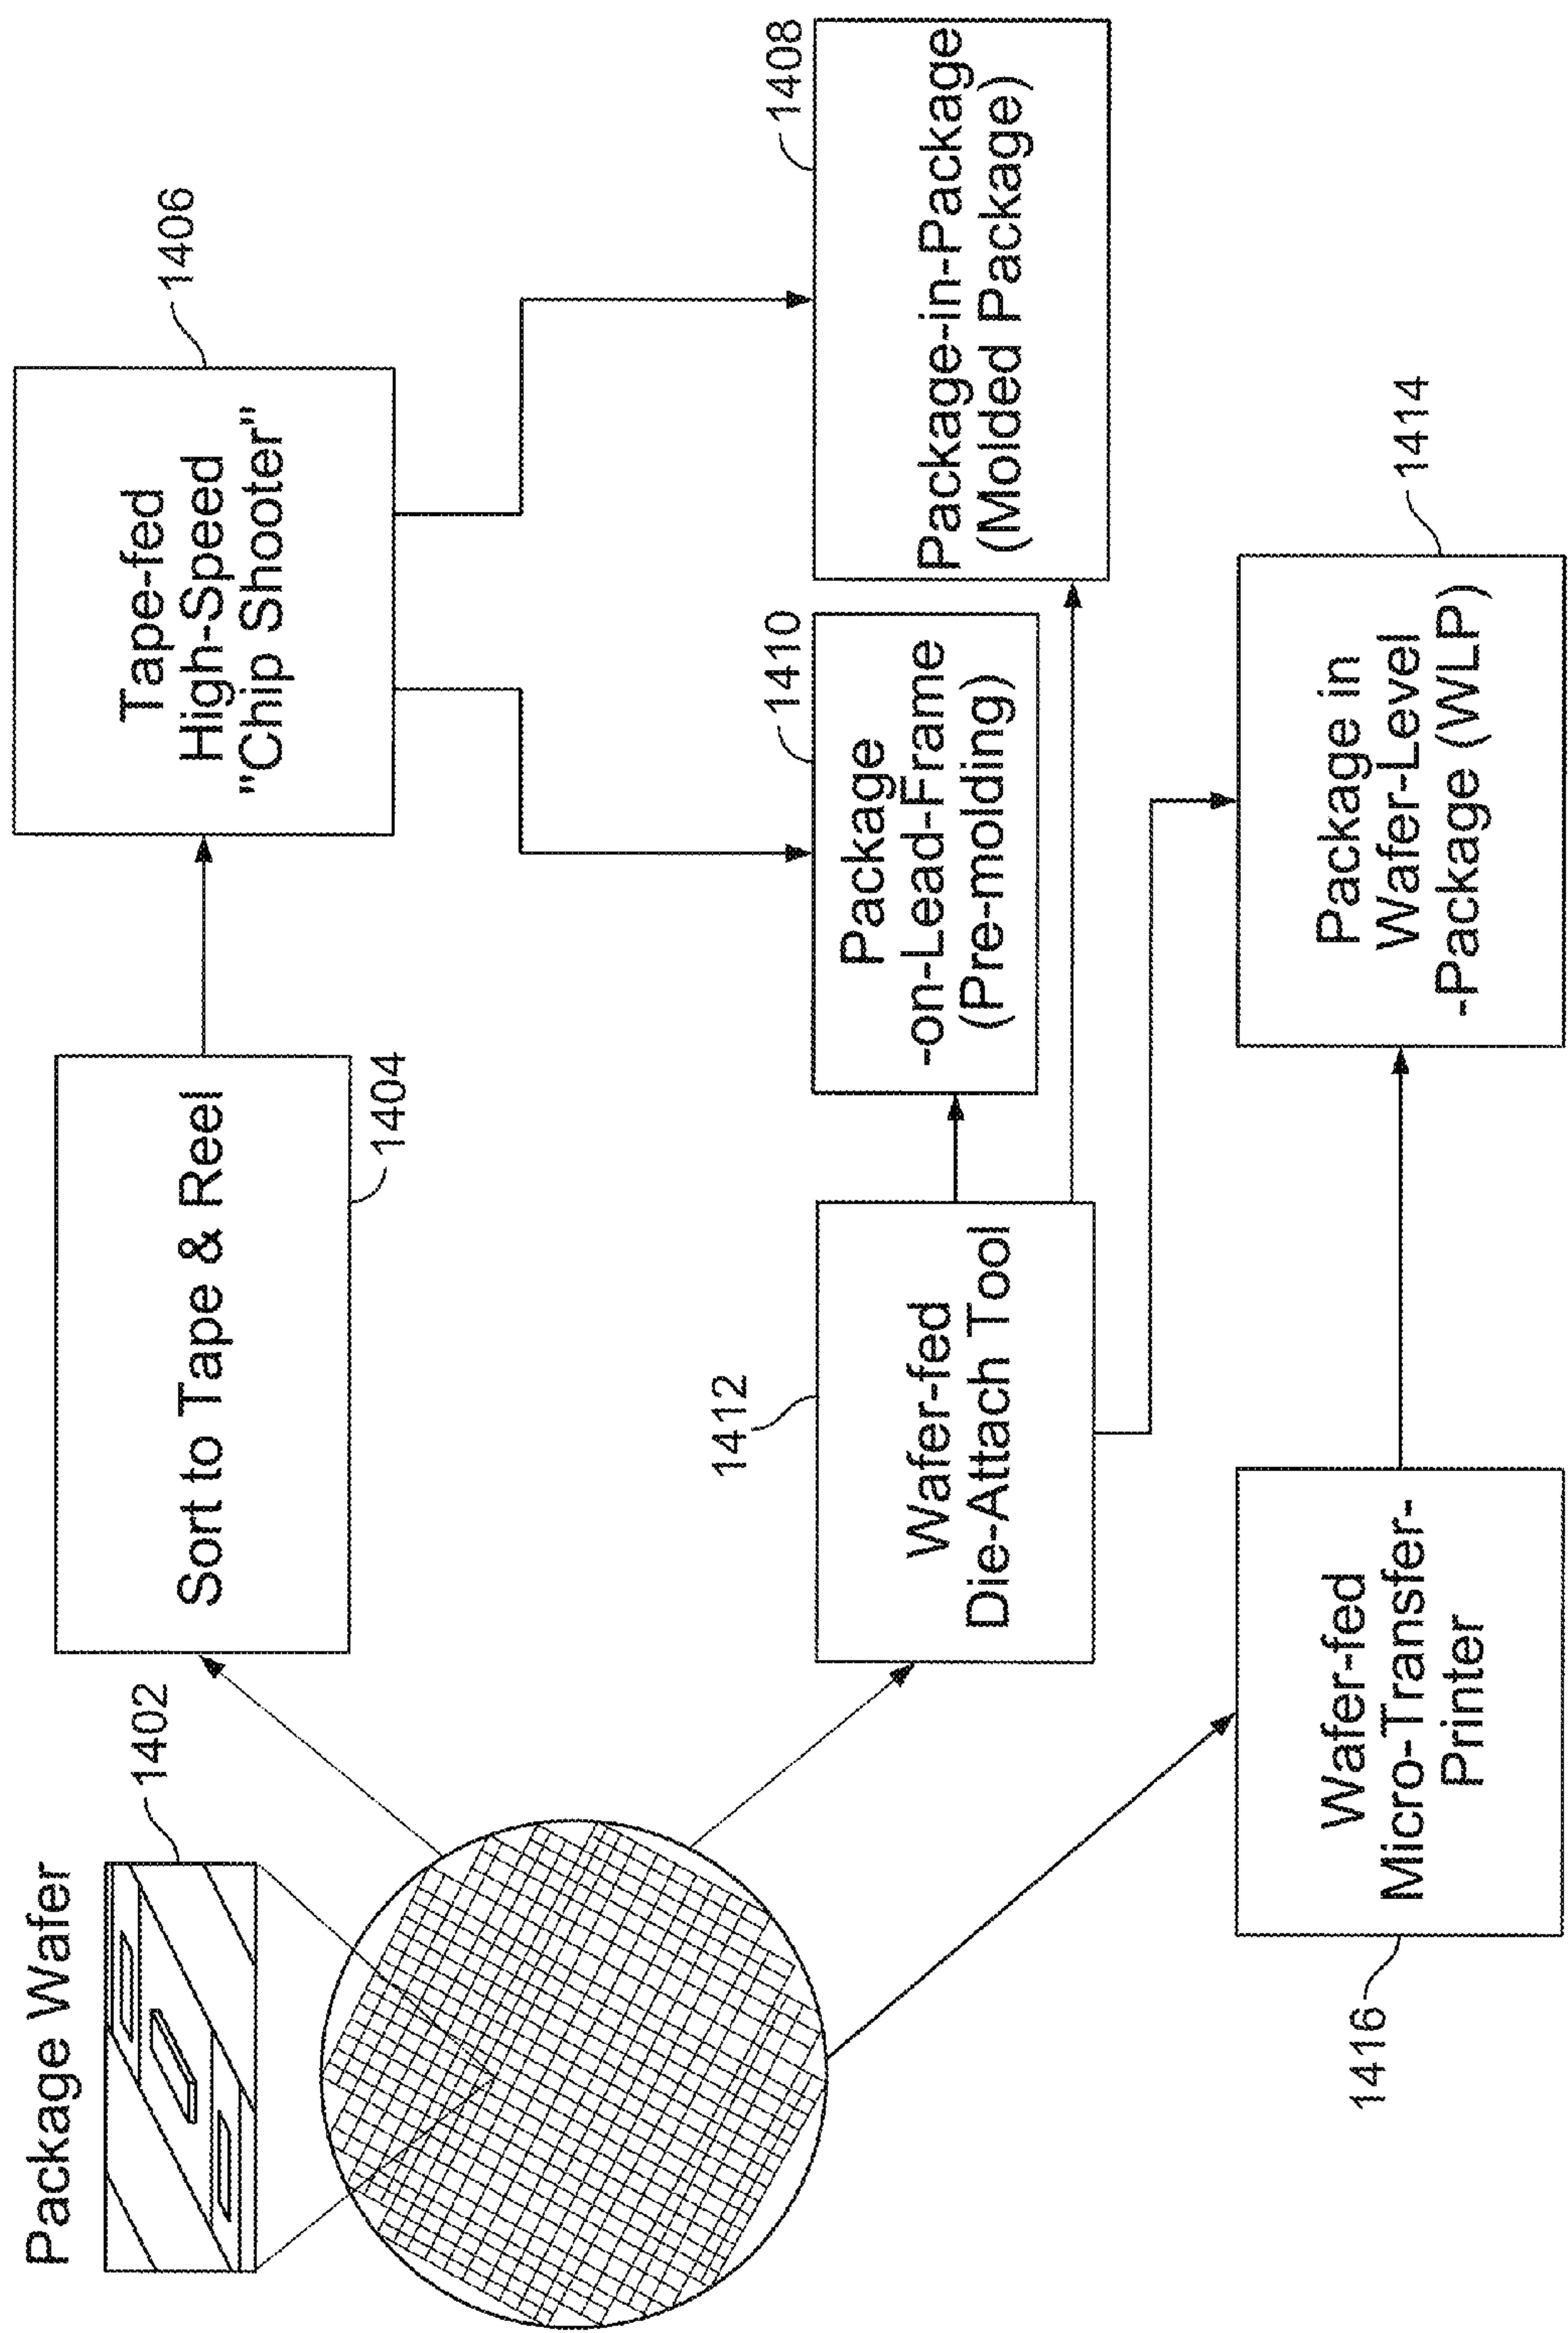 Package Wafer
1402
Sort to Tape & Reel
1404
Tape-fed
High-Speed
"Chip Shooter"
1406
1412
Wafer-fed
Die-Attach Tool
1410
Package
-on-Lead-Frame
(Pre-molding)
1408
Package-in-Package
(Molded Package)
1416
Wafer-fed
Micro-Transfer-
Printer
Package in
Wafer-Level
-Package (WLP)
1414